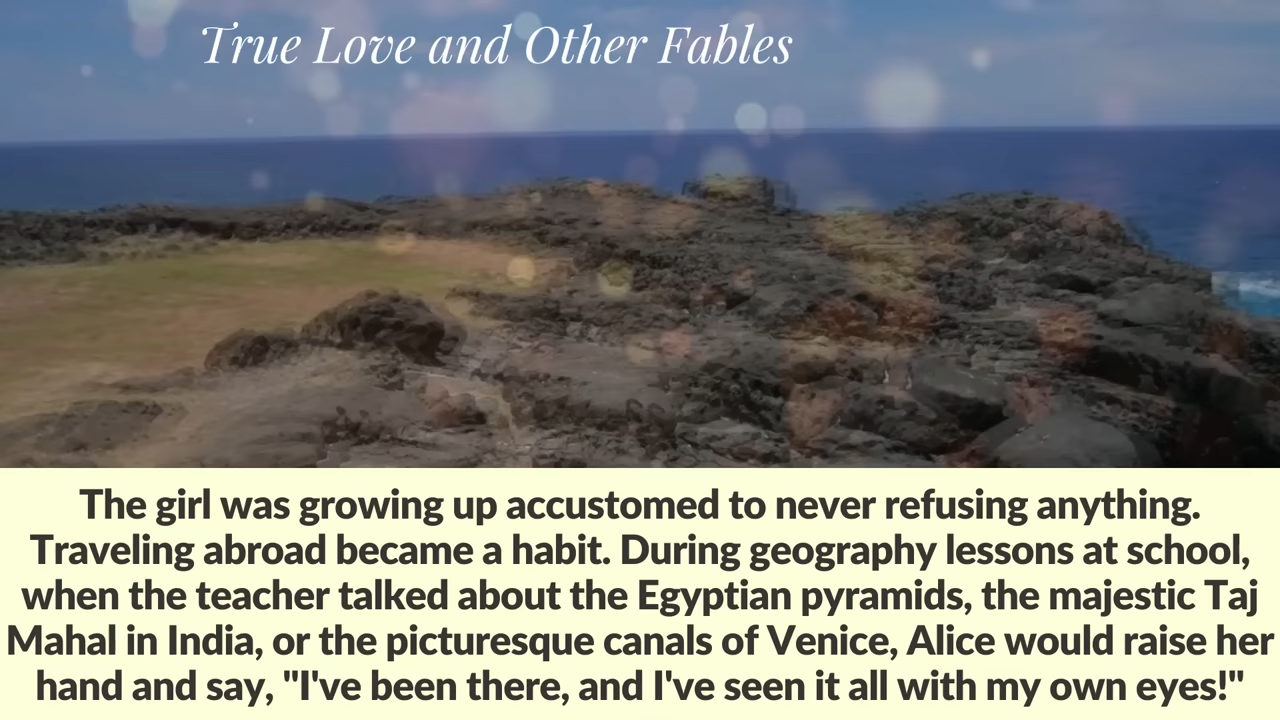 True Love and Other Fables
The girl was growing up accustomed to never refusing anything.
Traveling abroad became a habit. During geography lessons at school,
when the teacher talked about the Egyptian pyramids, the majestic Taj
Mahal in India, or the picturesque canals of Venice, Alice would raise her
hand and say, "I've been there, and I've seen it all with my own eyes!"